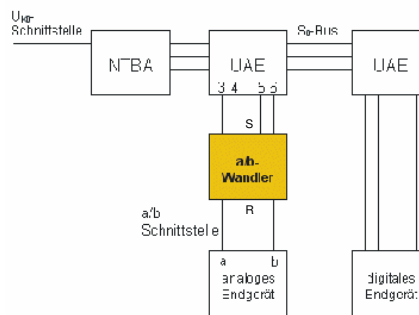 UK0-
Schnittstelle
S0-Bus
NTBA
UAE
UAE
3 4 5 6
S
a/b-
Wandler
R
a/b
Schnittstelle
a b
analoges
Endgerät
digitales
Endgerät